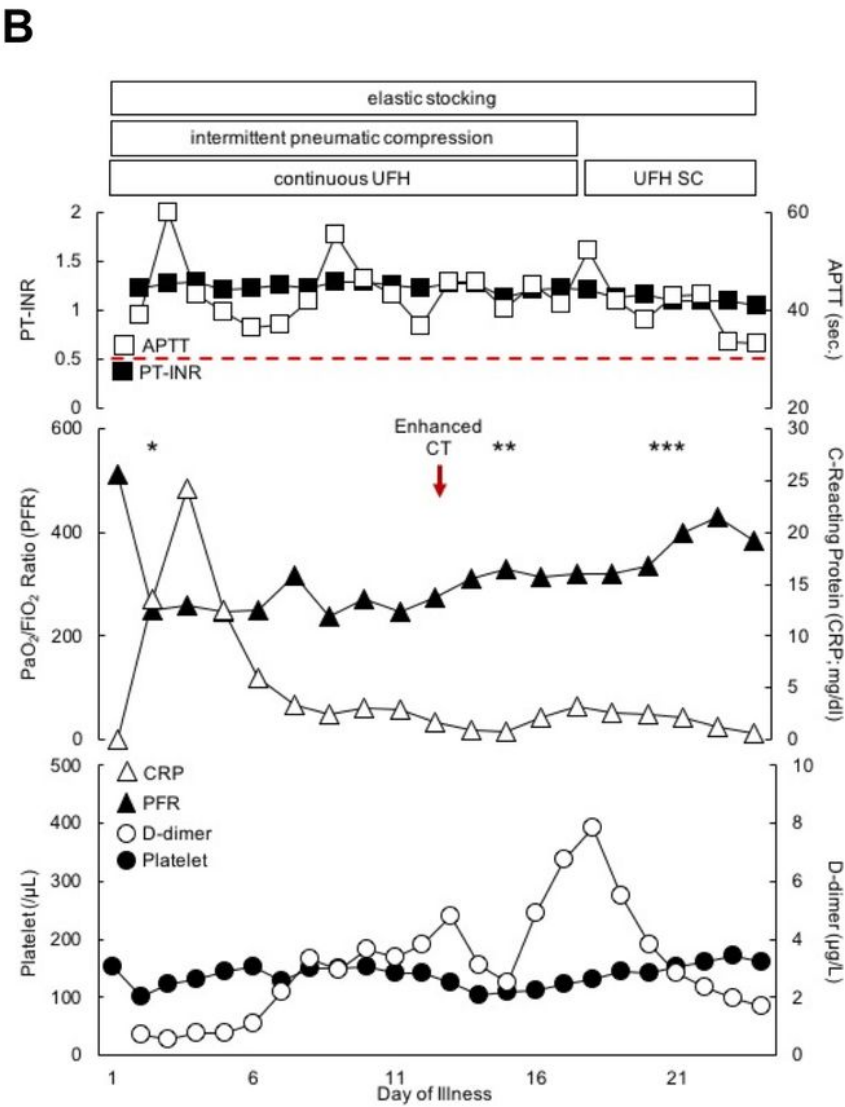 B
elastic stocking
intermittent pneumatic compression
continuous UFH
UFH SC
2
1.5
1
0.5
0
PT-INR
60
40
20
APTT (sec.)
APTT
PT-INR
600
400
200
0
PaO₂/FiO₂ Ratio (PFR)
*
Enhanced
CT
**
***
30
25
20
15
10
5
0
C-Reacting Protein (CRP; mg/dl)
CRP
PFR
D-dimer
Platelet
500
400
300
200
100
0
Platelet (/μL)
10
8
6
4
2
0
D-dimer (μg/L)
1
6
11
16
21
Day of Illness